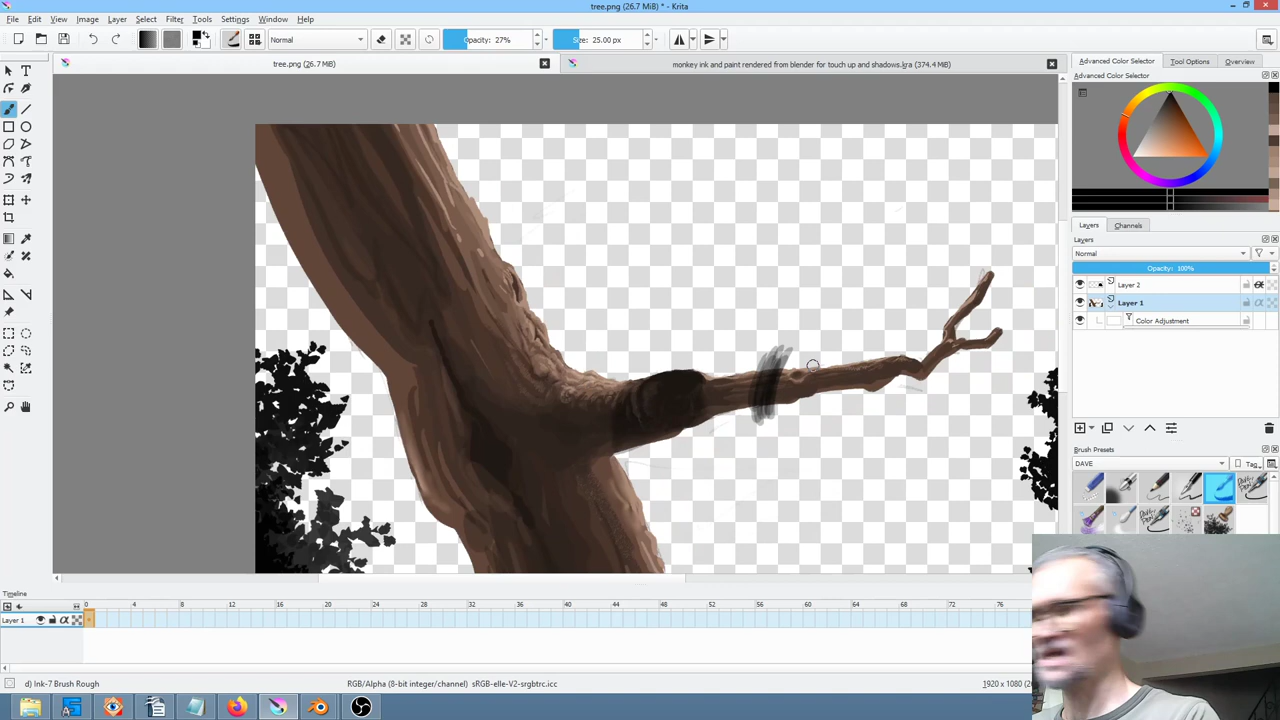 tree.png (26.7 MiB) * - Krita
File Edit View Image Layer Select Filter Tools Settings Window Help
Normal Opacity: 27% Size: 25.00 px
tree.png (26.7 MiB) monkey ink and paint rendered from blender for touch up and shadows.kra (374.4 MiB)
Advanced Color Selector Tool Options Overview
Advanced Color Selector
Layers Channels
Layers
Normal
Opacity: 100%
Layer 2
Layer 1
Color Adjustment
Brush Presets
DAVE Tag
Timeline
0 4 8 12 16 20 24 28 32 36 40 44 48 52 56 60 64 68 72 76
Layer 1
d) Ink-7 Brush Rough RGB/Alpha (8-bit integer/channel) sRGB-elle-V2-srgbtrc.icc 1920 x 1080